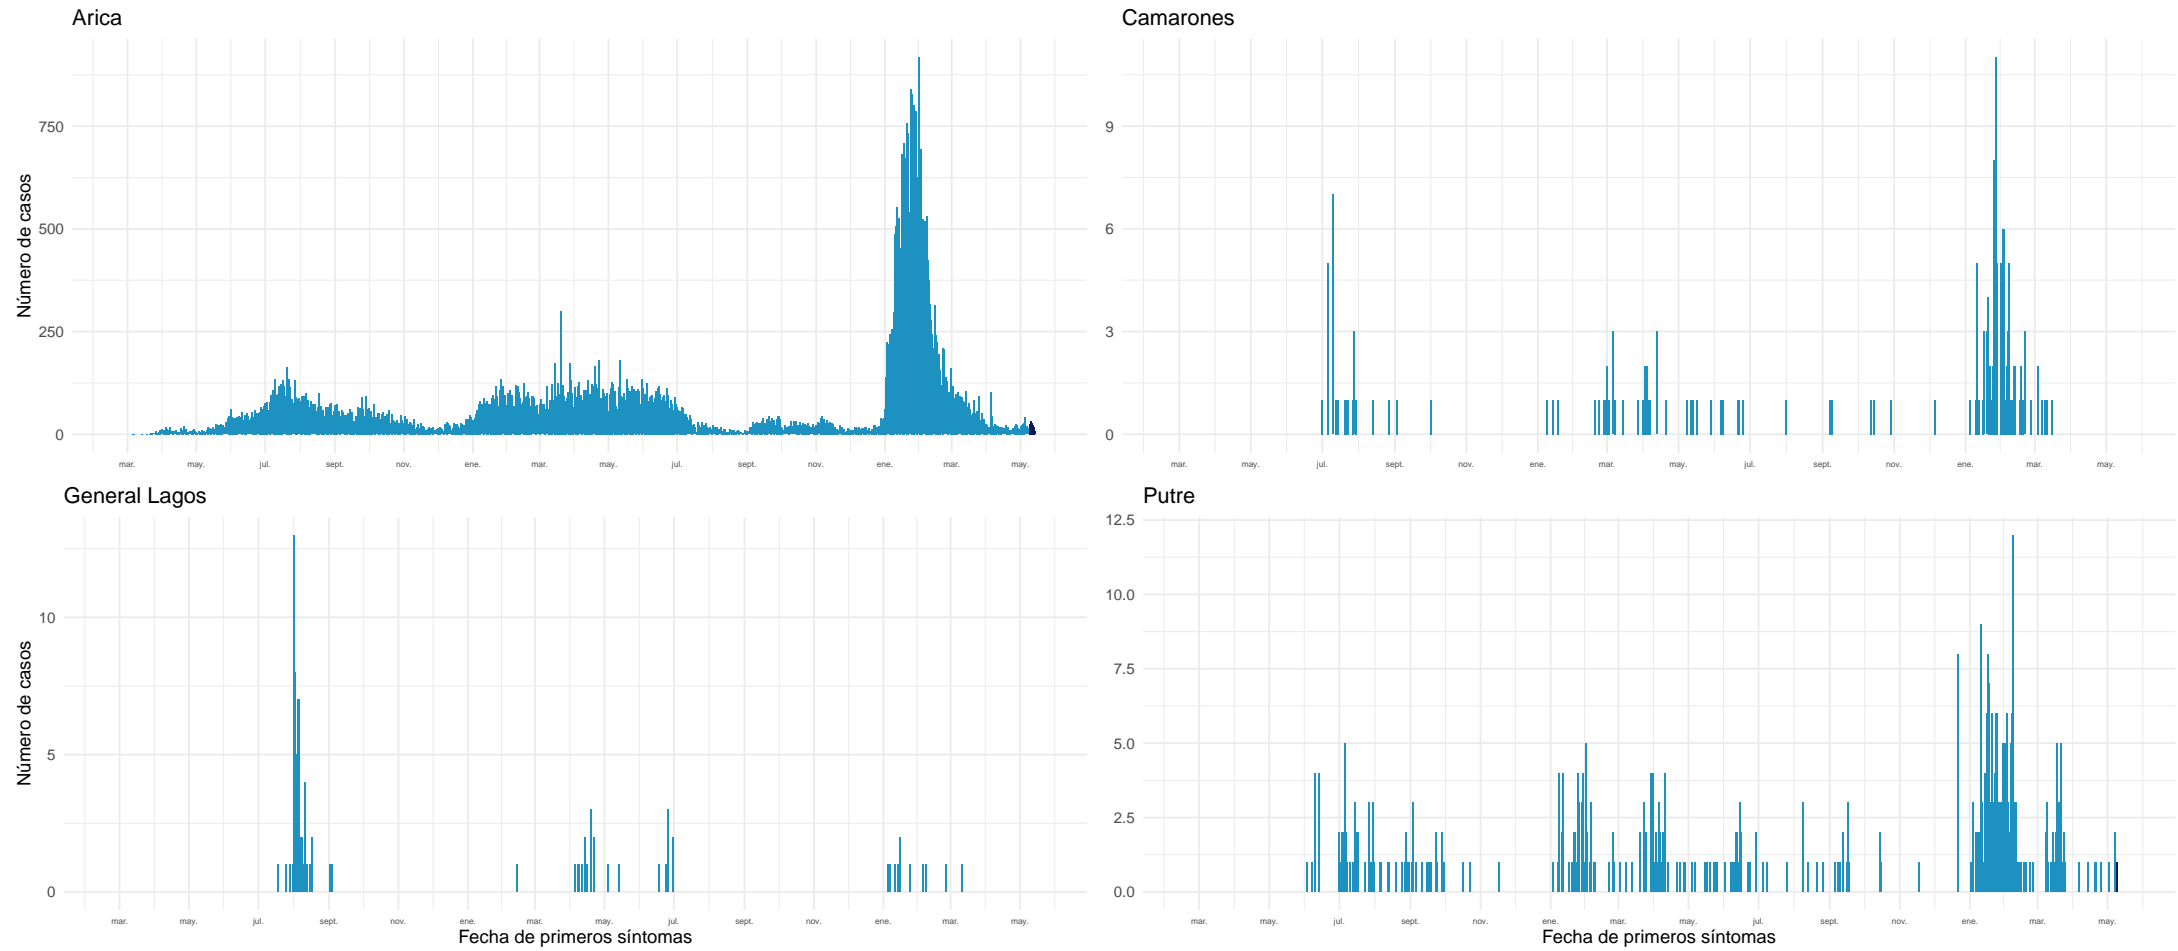 Arica
Número de casos
750
500
250
0
mar. may. jul. sept. nov. ene. mar. may. jul. sept. nov. ene. mar. may.
Camarones
9
6
3
0
mar. may. jul. sept. nov. ene. mar. may. jul. sept. nov. ene. mar. may.
General Lagos
Número de casos
10
5
0
mar. may. jul. sept. nov. ene. mar. may. jul. sept. nov. ene. mar. may.
Fecha de primeros síntomas
Putre
12.5
10.0
7.5
5.0
2.5
0.0
mar. may. jul. sept. nov. ene. mar. may. jul. sept. nov. ene. mar. may.
Fecha de primeros síntomas